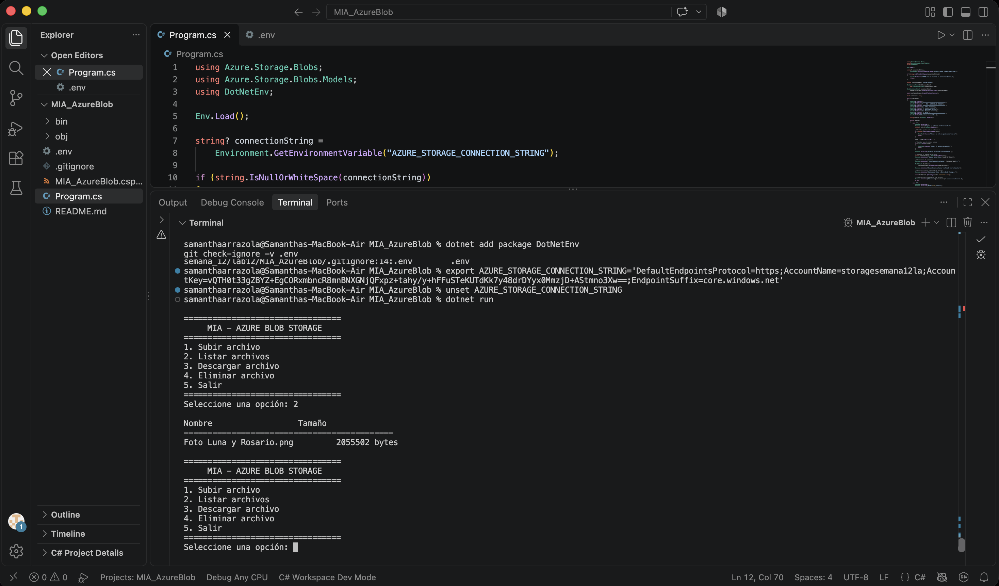 MIA_AzureBlob
Explorer
Open Editors
Program.cs
.env
MIA_AzureBlob
bin
obj
.env
.gitignore
MIA_AzureBlob.csp...
Program.cs
README.md
Outline
Timeline
C# Project Details
Program.cs
.env
Program.cs
1 using Azure.Storage.Blobs;
2 using Azure.Storage.Blobs.Models;
3 using DotNetEnv;
4
5 Env.Load();
6
7 string? connectionString =
8 Environment.GetEnvironmentVariable("AZURE_STORAGE_CONNECTION_STRING");
9
10 if (string.IsNullOrWhiteSpace(connectionString))
Output Debug Console Terminal Ports
Terminal
MIA_AzureBlob
samanthaarrazola@Samanthas-MacBook-Air MIA_AzureBlob % dotnet add package DotNetEnv
git check-ignore -v .env
semana_12/lab12/MIA_AzureBlob/.gitignore:14:.env .env
samanthaarrazola@Samanthas-MacBook-Air MIA_AzureBlob % export AZURE_STORAGE_CONNECTION_STRING='DefaultEndpointsProtocol=https;AccountName=storagesemana12la;Accoun
tKey=vQTH0t33gZBYZ+EgCORxmbncR8mnBNXGNjQFxpz+tahy/y+hFFuSTeKUTdKk7y48drDYyx0MmzjD+AStmno3Xw==;EndpointSuffix=core.windows.net'
samanthaarrazola@Samanthas-MacBook-Air MIA_AzureBlob % unset AZURE_STORAGE_CONNECTION_STRING
samanthaarrazola@Samanthas-MacBook-Air MIA_AzureBlob % dotnet run
=================================
MIA - AZURE BLOB STORAGE
=================================
1. Subir archivo
2. Listar archivos
3. Descargar archivo
4. Eliminar archivo
5. Salir
=================================
Seleccione una opción: 2
Nombre Tamaño
--------------------------------------------
Foto Luna y Rosario.png 2055502 bytes
=================================
MIA - AZURE BLOB STORAGE
=================================
1. Subir archivo
2. Listar archivos
3. Descargar archivo
4. Eliminar archivo
5. Salir
=================================
Seleccione una opción:
1
0 0 Projects: MIA_AzureBlob Debug Any CPU C# Workspace Dev Mode Ln 12, Col 70 Spaces: 4 UTF-8 LF {} C#